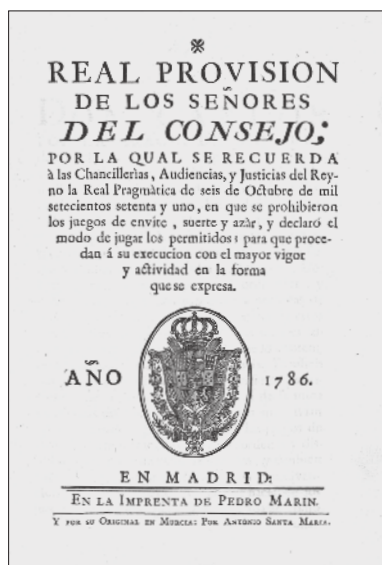 REAL PROVISION
DE LOS SEÑORES
DEL CONSEJO;
POR LA QUAL SE RECUERDA
à las Chancillerìas, Audiencias, y Justicias del Rey-
no la Real Pragmàtica de seis de Octubre de mil
setecientos setenta y uno, en que se prohibieron
los juegos de envite, suerte y azàr, y declaró el
modo de jugar los permitidos: para que proce-
dan á su execucion con el mayor vigor
y actividad en la forma
que se expresa.
AÑO 1786.
EN MADRID:
EN LA IMPRENTA DE PEDRO MARIN.
Y POR SU ORIGINAL EN MURCIA: POR ANTONIO SANTA MARIA.